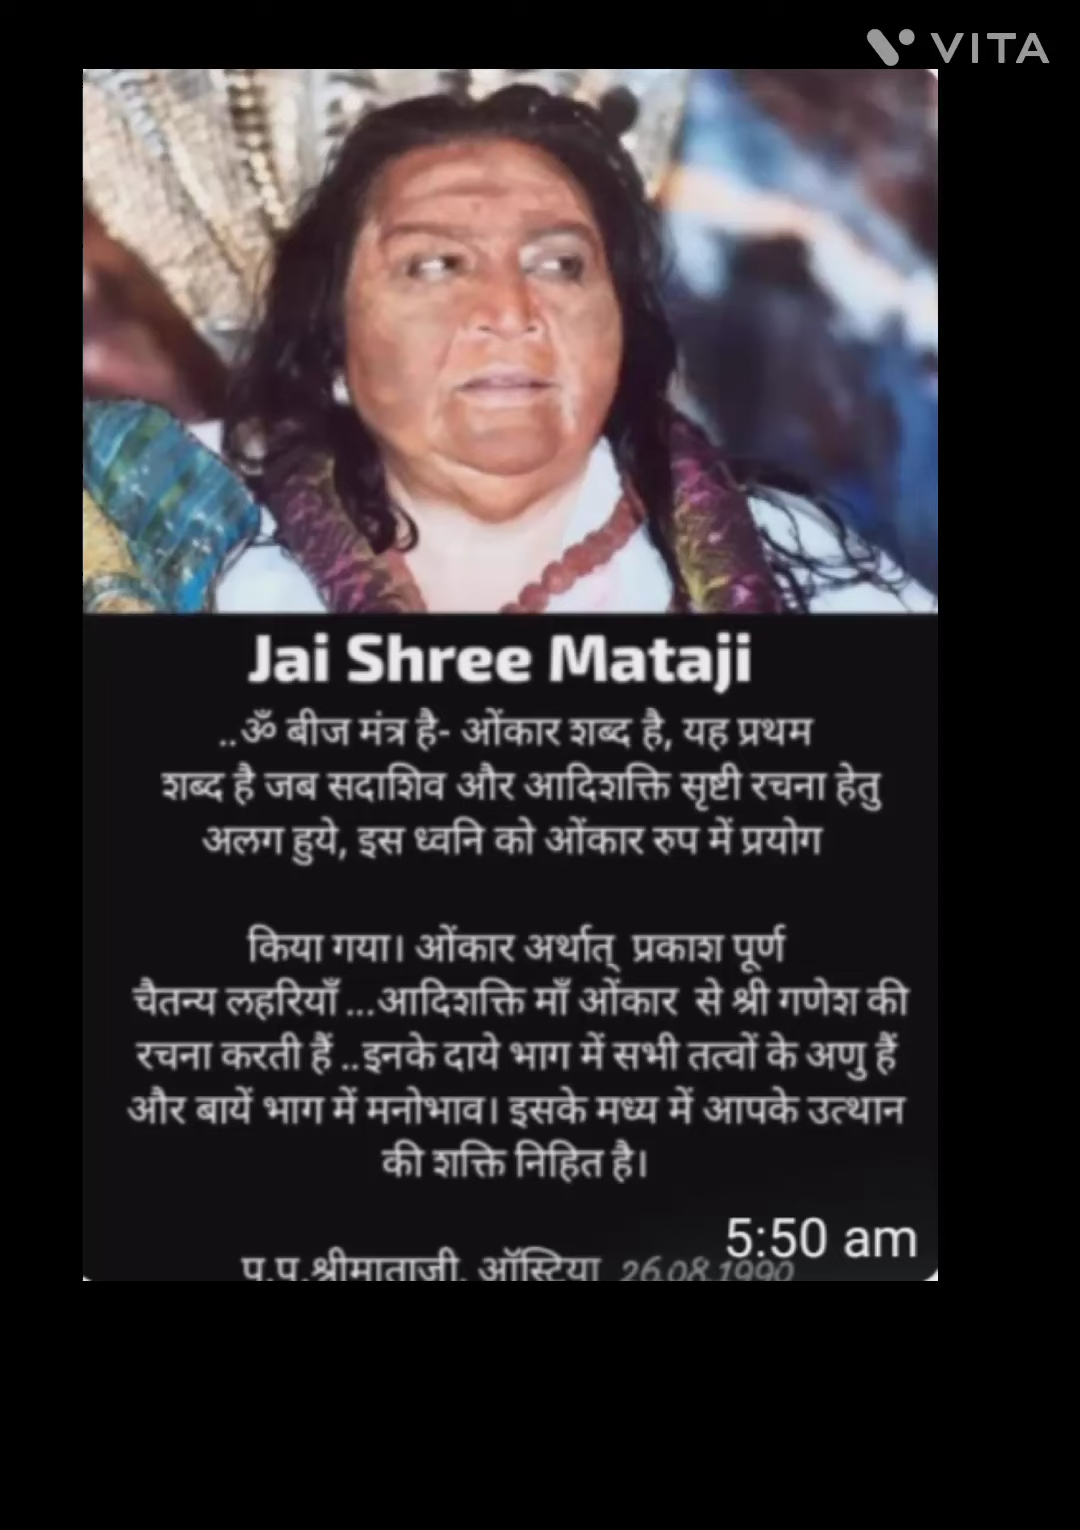 VITA
Jai Shree Mataji
..ॐ बीज मंत्र है- ओंकार शब्द है, यह प्रथम
शब्द है जब सदाशिव और आदिशक्ति सृष्टी रचना हेतु
अलग हुये, इस ध्वनि को ओंकार रुप में प्रयोग
किया गया। ओंकार अर्थात् प्रकाश पूर्ण
चैतन्य लहरियाँ...आदिशक्ति माँ ओंकार से श्री गणेश की
रचना करती हैं ..इनके दाये भाग में सभी तत्वों के अणु हैं
और बायें भाग में मनोभाव। इसके मध्य में आपके उत्थान
की शक्ति निहित है।
5:50 am
प.प.श्रीमाताजी, ऑस्ट्रिया 26.08.1990